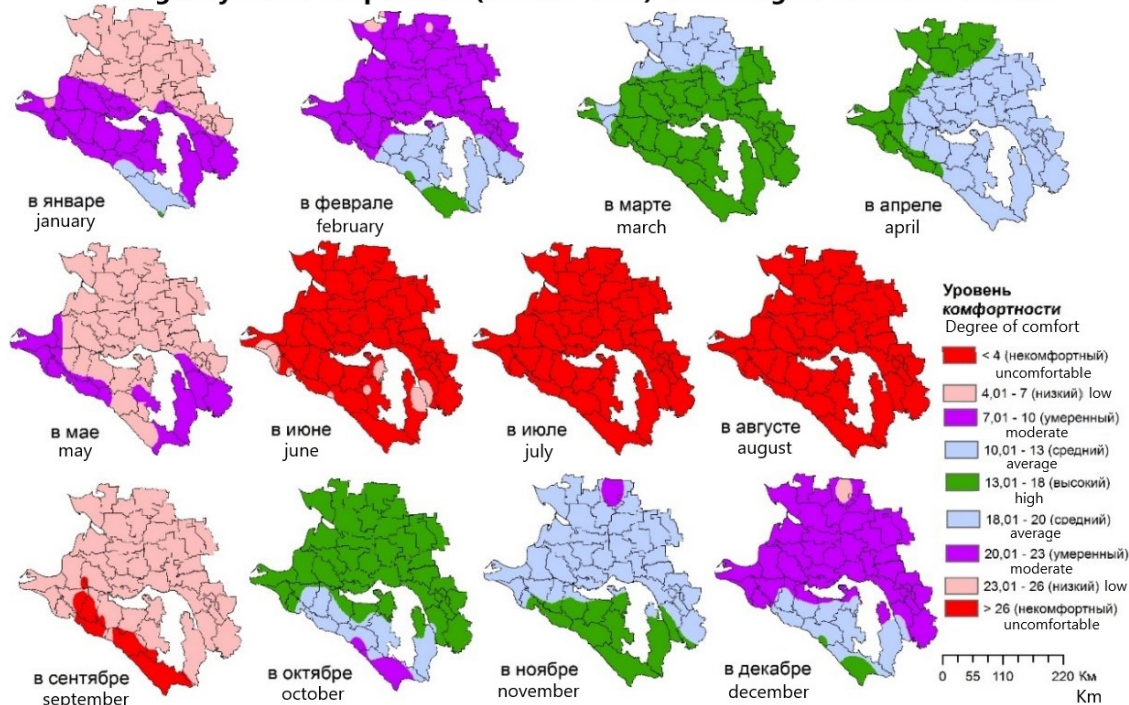 в январе
january
в феврале
february
в марте
march
в апреле
april
в мае
may
в июне
june
в июле
july
в августе
august
Уровень
комфортности
Degree of comfort
< 4 (некомфортный)
uncomfortable
4,01 - 7 (низкий) low
7,01 - 10 (умеренный)
moderate
10,01 - 13 (средний)
average
13,01 - 18 (высокий)
high
18,01 - 20 (средний)
average
20,01 - 23 (умеренный)
moderate
23,01 - 26 (низкий) low
> 26 (некомфортный)
uncomfortable
в сентябре
september
в октябре
october
в ноябре
november
в декабре
december
0 55 110 220 Км
Km